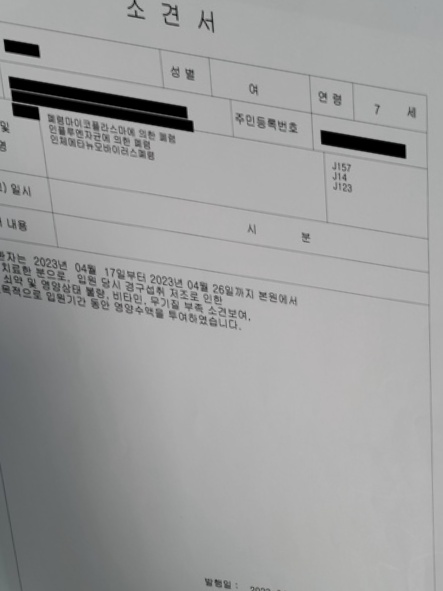 소 견 서
성별 여 연령 7 세
주민등록번호
및 폐렴마이코플라스마에 의한 폐렴 J157
인플루엔자균에 의한 폐렴 J14
인체메타뉴모바이러스폐렴 J123
일시 시 분
내용
환자는 2023년 04월 17일부터 2023년 04월 26일까지 본원에서
치료한 분으로, 입원 당시 경구섭취 저조로 인한
쇠약 및 영양상태 불량, 비타민, 무기질 부족 소견보여,
목적으로 입원기간 동안 영양수액을 투여하였습니다.
발행일 :